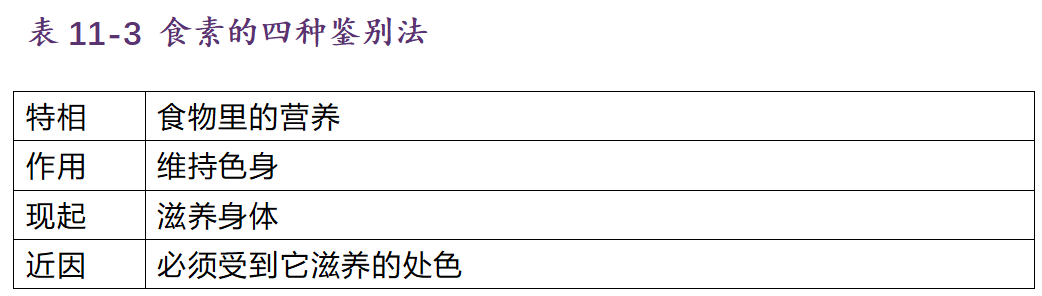 表 11-3 食素的四种鉴别法
特相 食物里的营养
作用 维持色身
现起 滋养身体
近因 必须受到它滋养的处色